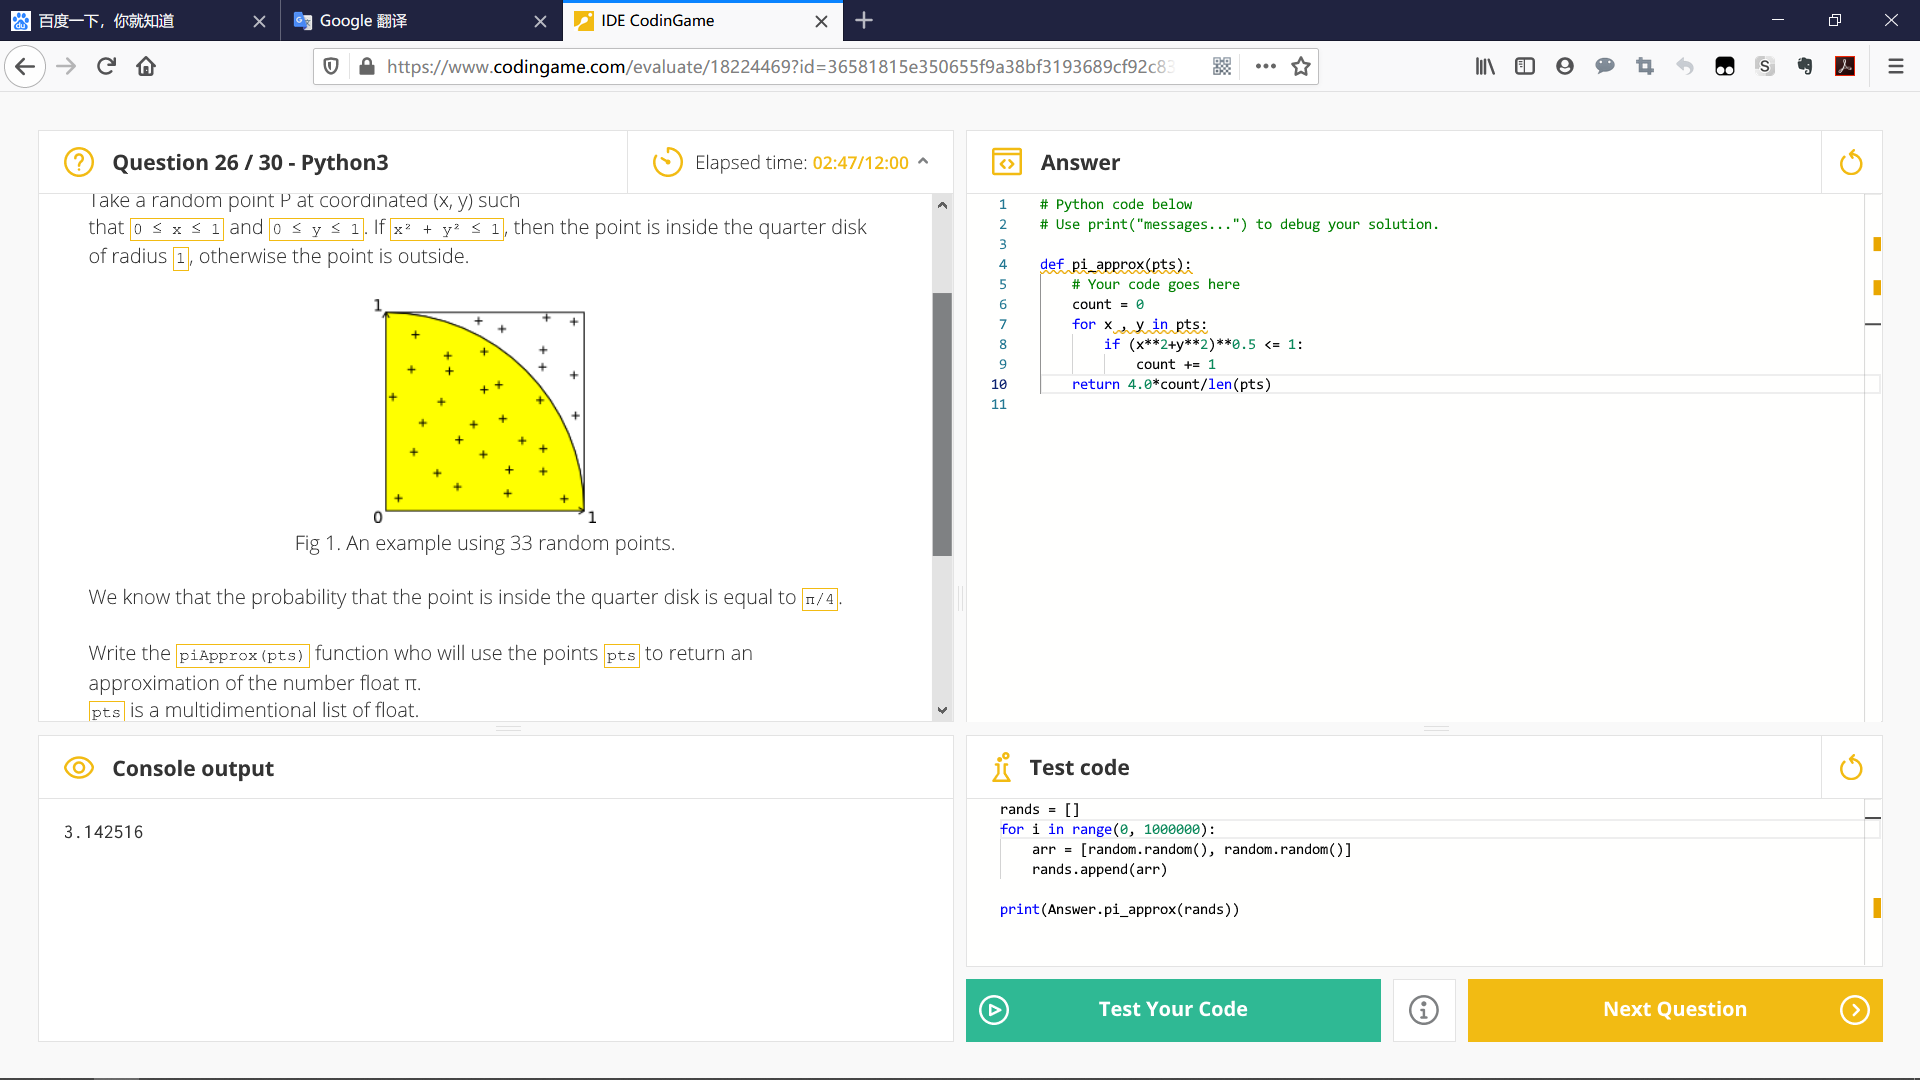 百度一下，你就知道
Google 翻译
IDE CodinGame
https://www.codingame.com/evaluate/18224469?id=36581815e350655f9a38bf3193689cf92c83
Question 26 / 30 - Python3
Elapsed time: 02:47/12:00
Take a random point P at coordinated (x, y) such
that 0 ≤ x ≤ 1 and 0 ≤ y ≤ 1. If x² + y² ≤ 1, then the point is inside the quarter disk
of radius 1, otherwise the point is outside.
1
0
1
Fig 1. An example using 33 random points.
We know that the probability that the point is inside the quarter disk is equal to π/4.
Write the piApprox(pts) function who will use the points pts to return an
approximation of the number float π.
pts is a multidimentional list of float.
Answer
1 # Python code below
2 # Use print("messages...") to debug your solution.
3
4 def pi_approx(pts):
5 # Your code goes here
6 count = 0
7 for x , y in pts:
8 if (x**2+y**2)**0.5 <= 1:
9 count += 1
10 return 4.0*count/len(pts)
11
Console output
3.142516
Test code
rands = []
for i in range(0, 1000000):
arr = [random.random(), random.random()]
rands.append(arr)
print(Answer.pi_approx(rands))
Test Your Code
Next Question